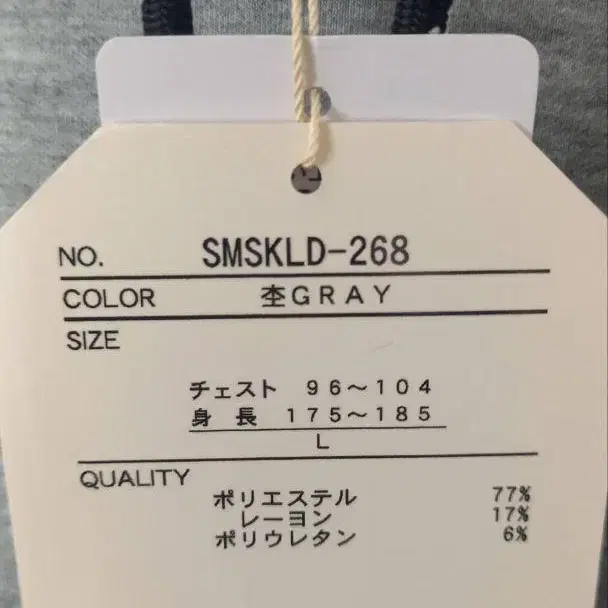 NO. SMSKLD-268
COLOR 杢GRAY
SIZE
チェスト 96～104
身長 175～185
L
QUALITY
ポリエステル 77%
レーヨン 17%
ポリウレタン 6%